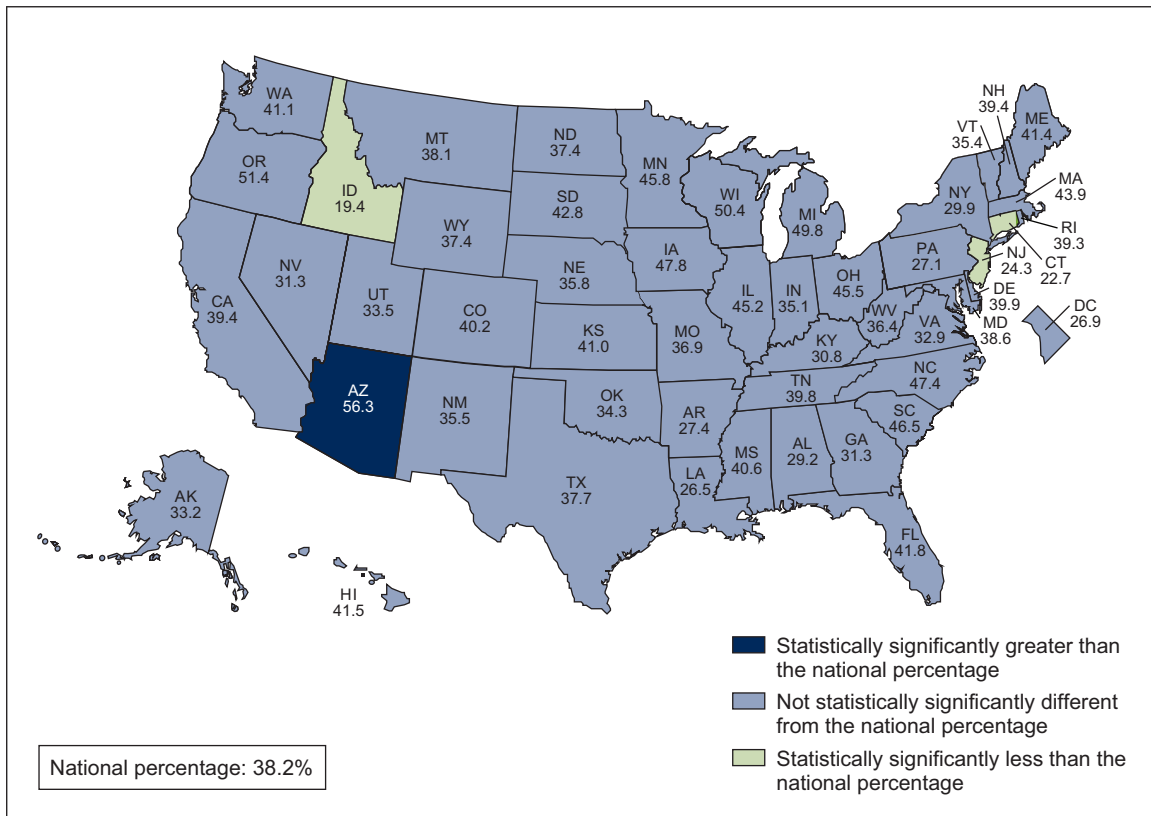 WA
41.1
OR
51.4
CA
39.4
NV
31.3
ID
19.4
MT
38.1
WY
37.4
UT
33.5
CO
40.2
AZ
56.3
NM
35.5
ND
37.4
SD
42.8
NE
35.8
KS
41.0
OK
34.3
TX
37.7
MN
45.8
IA
47.8
MO
36.9
AR
27.4
LA
26.5
WI
50.4
IL
45.2
MI
49.8
IN
35.1
OH
45.5
KY
30.8
TN
39.8
MS
40.6
AL
29.2
GA
31.3
FL
41.8
SC
46.5
NC
47.4
VA
32.9
WV
36.4
PA
27.1
NY
29.9
VT
35.4
NH
39.4
ME
41.4
MA
43.9
RI
39.3
CT
22.7
NJ
24.3
DE
39.9
MD
38.6
DC
26.9
AK
33.2
HI
41.5
Statistically significantly greater than
the national percentage
Not statistically significantly different
from the national percentage
Statistically significantly less than the
national percentage
National percentage: 38.2%